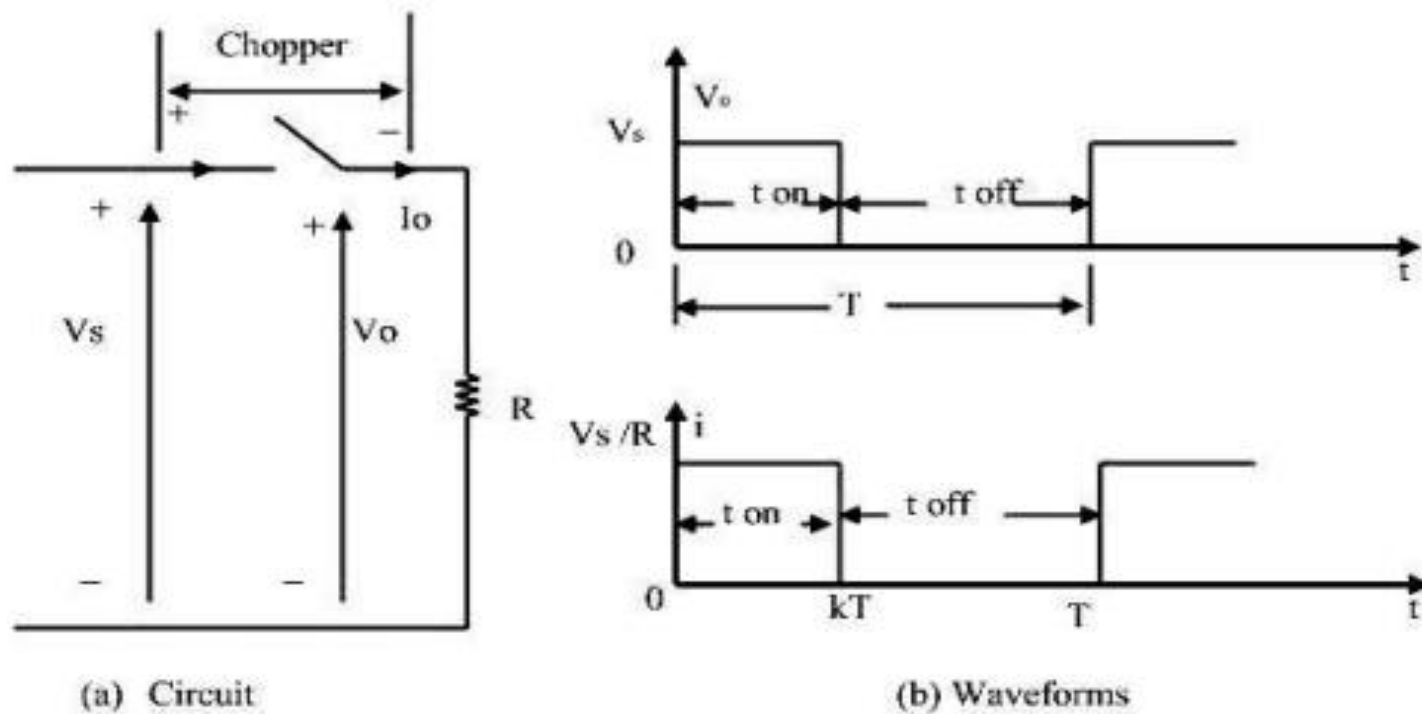 Chopper
+
−
+
Io
+
Vs
Vo
R
−
−
(a) Circuit
Vo
Vs
t on
t off
0
t
T
Vs /R
i
t on
t off
0
kT
T
t
(b) Waveforms